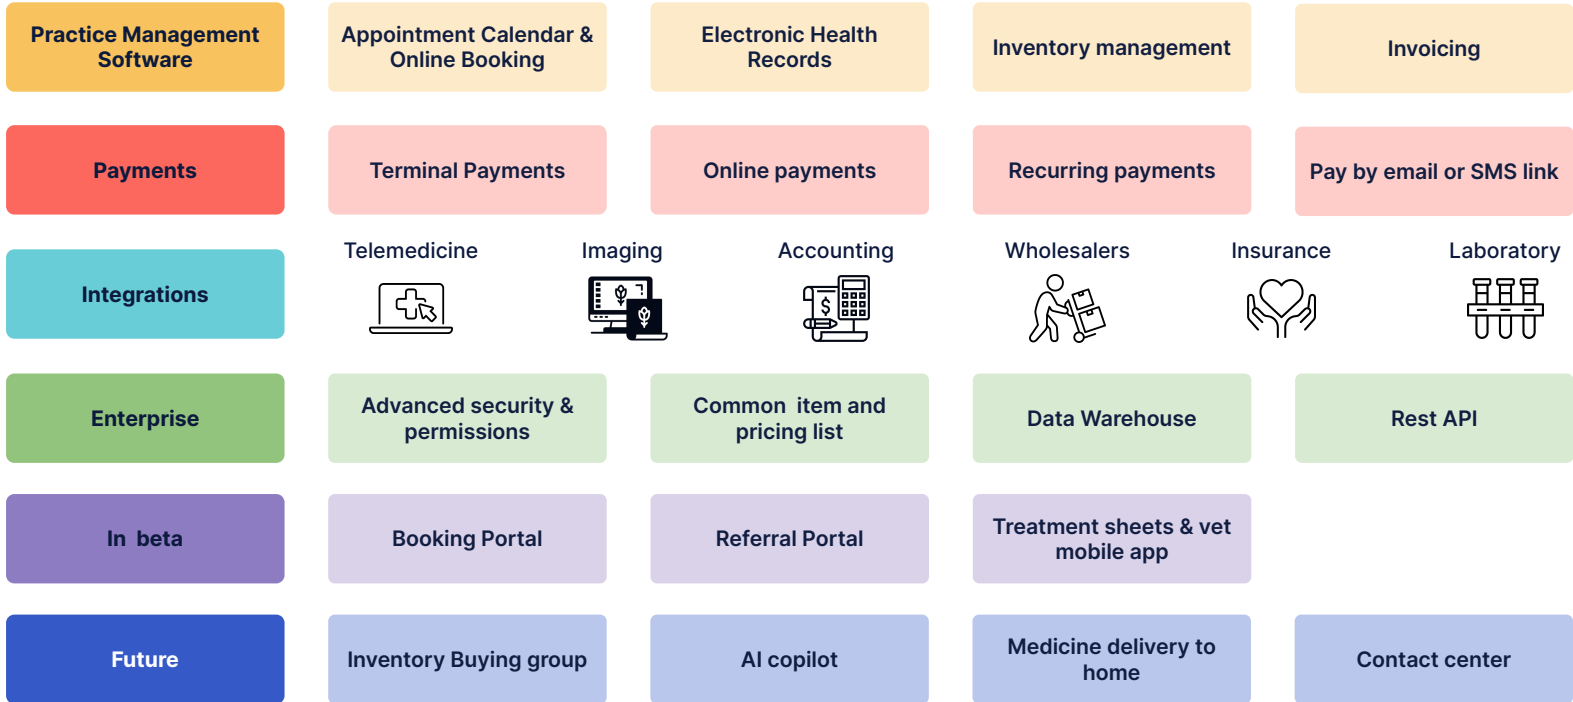 Practice Management
Software
Appointment Calendar &
Online Booking
Electronic Health
Records
Inventory management
Invoicing
Payments
Terminal Payments
Online payments
Recurring payments
Pay by email or SMS link
Integrations
Telemedicine
Imaging
Accounting
$
Wholesalers
Insurance
Laboratory
Enterprise
Advanced security &
permissions
Common item and
pricing list
Data Warehouse
Rest API
In beta
Booking Portal
Referral Portal
Treatment sheets & vet
mobile app
Future
Inventory Buying group
AI copilot
Medicine delivery to
home
Contact center